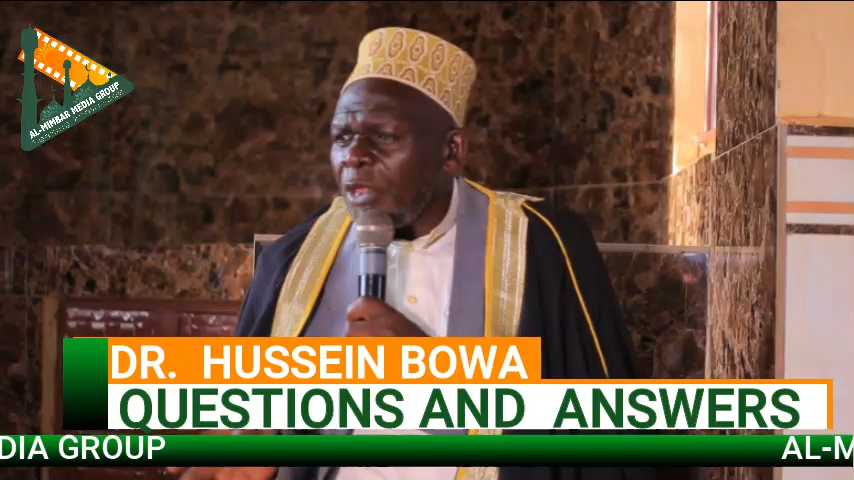 AL-MIMBAR MEDIA GROUP
DR. HUSSEIN BOWA
QUESTIONS AND ANSWERS
DIA GROUP AL-M